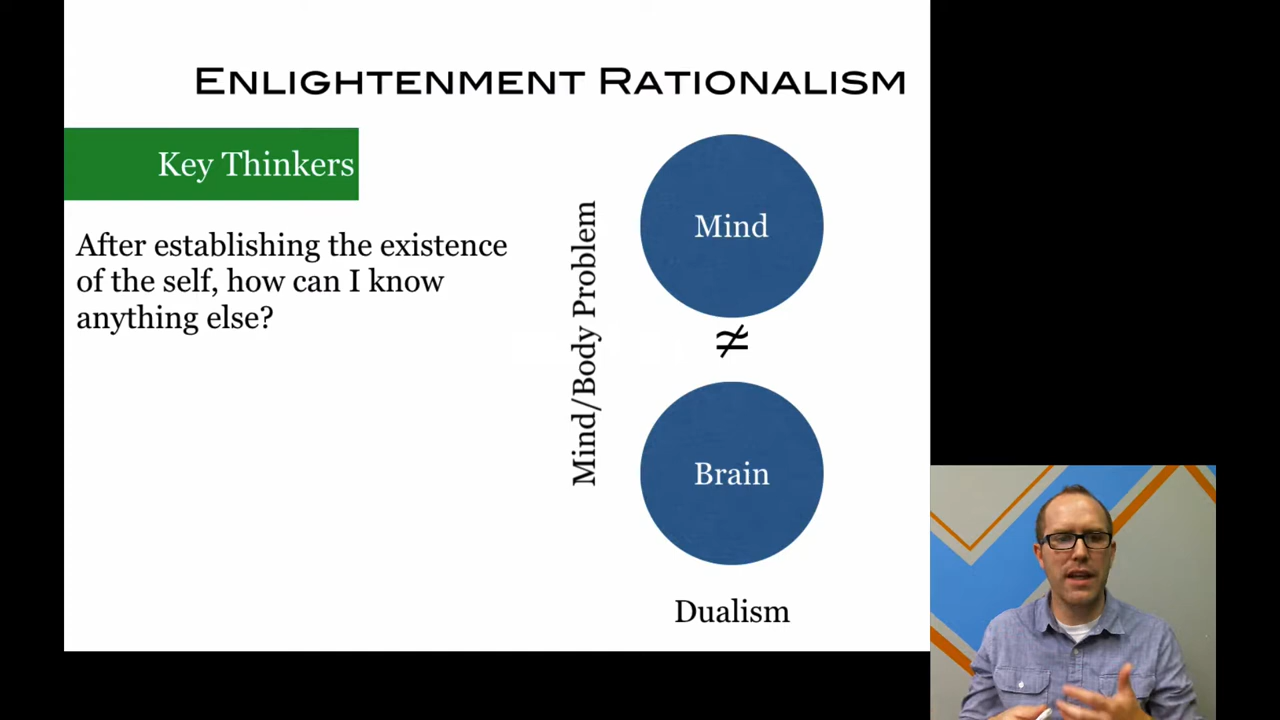 ENLIGHTENMENT RATIONALISM
Key Thinkers
After establishing the existence
of the self, how can I know
anything else?
Mind/Body Problem
Mind
≠
Brain
Dualism